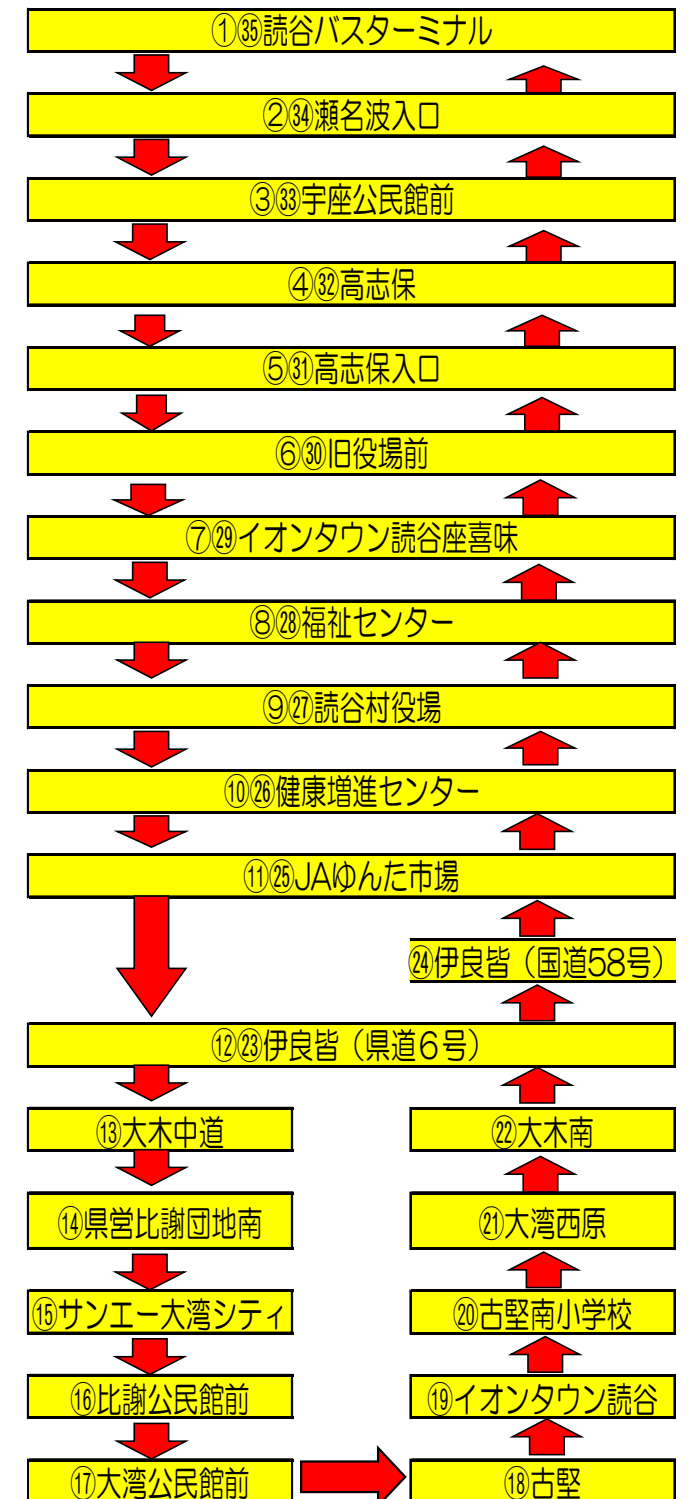 ①㉟読谷バスターミナル
②㉞瀬名波入口
③㉝宇座公民館前
④㉜高志保
⑤㉛高志保入口
⑥㉚旧役場前
⑦㉙イオンタウン読谷座喜味
⑧㉘福祉センター
⑨㉗読谷村役場
⑩㉖健康増進センター
⑪㉕JAゆんた市場
㉔伊良皆（国道58号）
⑫㉓伊良皆（県道6号）
⑬大木中道
㉒大木南
⑭県営比謝団地南
㉑大湾西原
⑮サンエー大湾シティ
⑳古堅南小学校
⑯比謝公民館前
⑲イオンタウン読谷
⑰大湾公民館前
⑱古堅